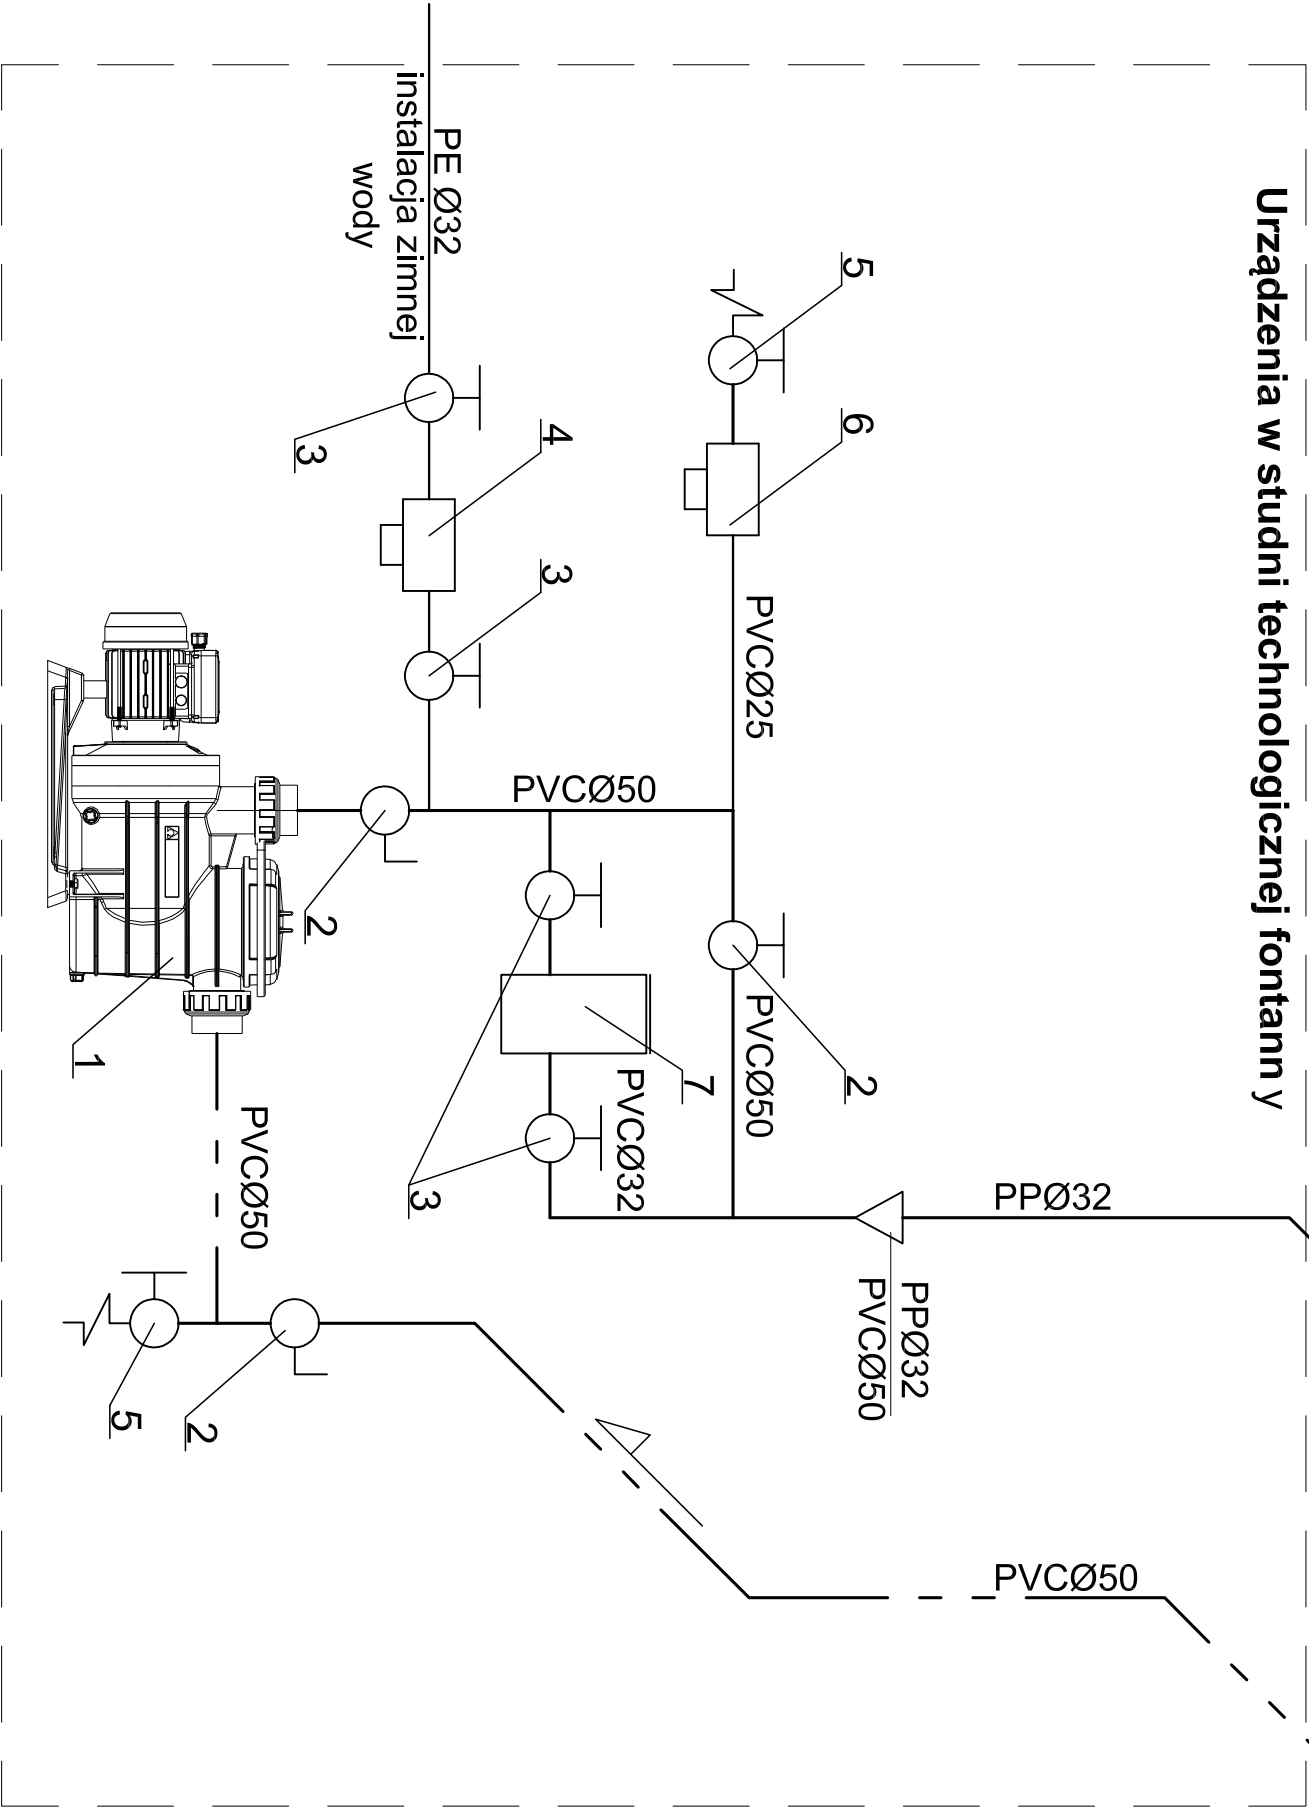 Urządzenia w studni technologicznej fontann y
PE Ø32
instalacja zimnej
wody
5
6
3
4
3
PVCØ25
PVCØ50
2
2
PVCØ50
7
PVCØ32
3
1
PVCØ50
PPØ32
PPØ32
PVCØ50
5
2
PVCØ50